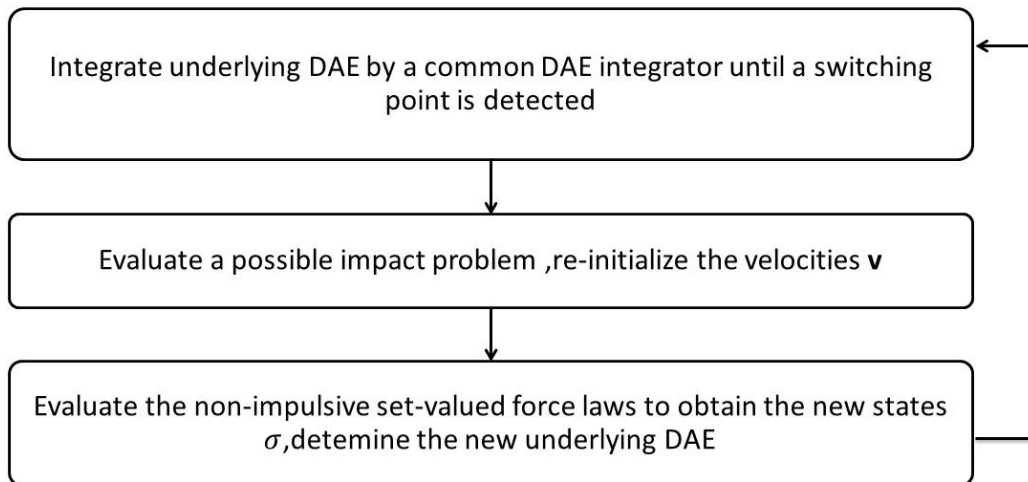 Integrate underlying DAE by a common DAE integrator until a switching
point is detected
Evaluate a possible impact problem ,re-initialize the velocities v
Evaluate the non-impulsive set-valued force laws to obtain the new states
σ,detemine the new underlying DAE